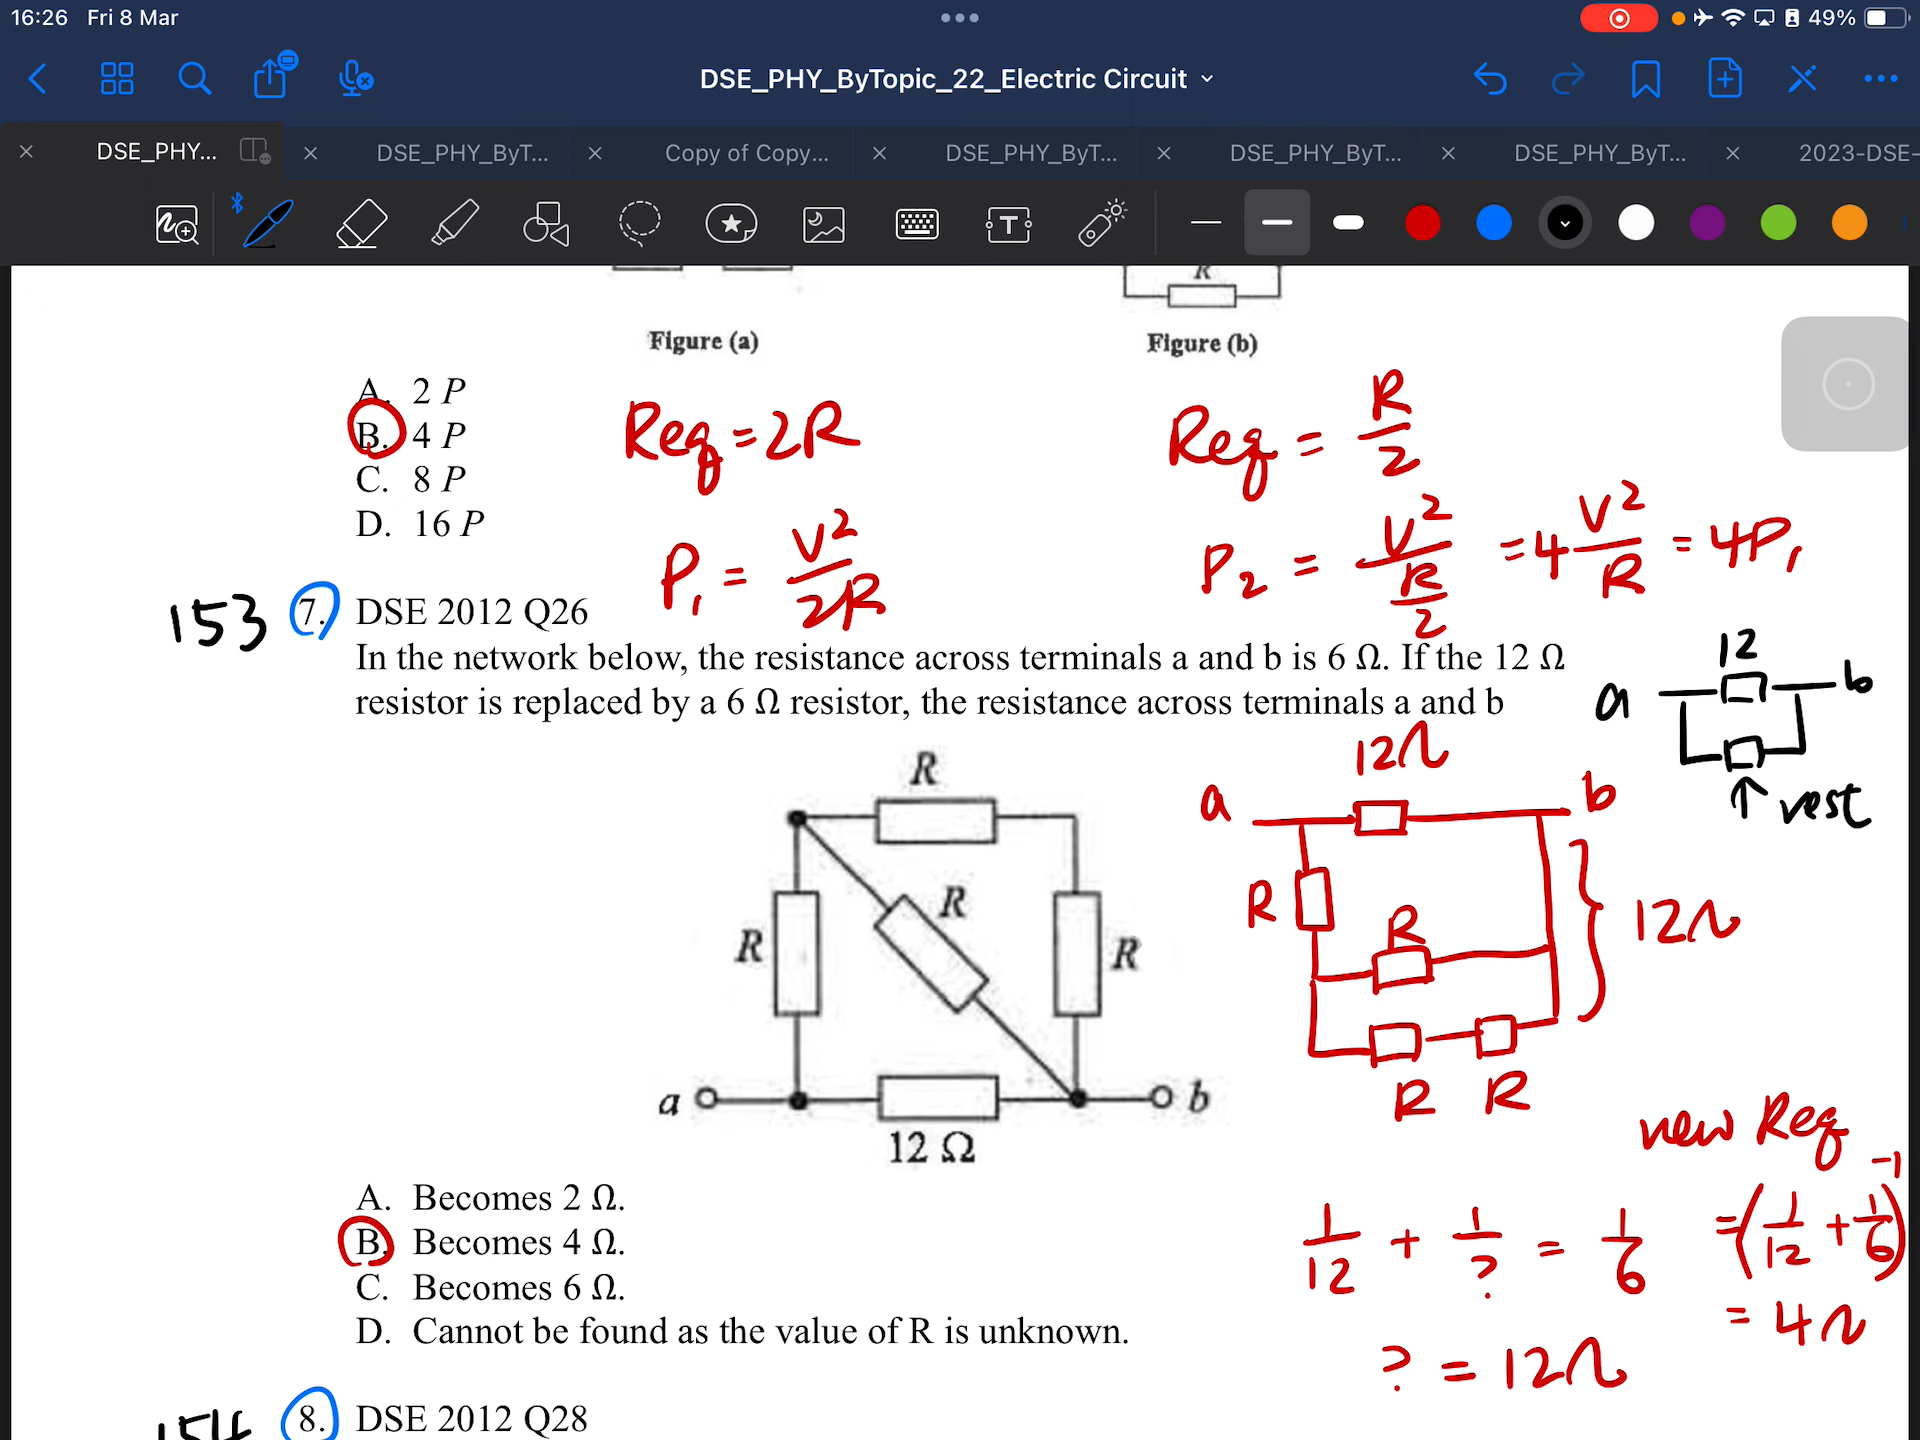 16:26 Fri 8 Mar
49%
DSE_PHY_ByTopic_22_Electric Circuit
DSE_PHY...
DSE_PHY_ByT...
Copy of Copy...
DSE_PHY_ByT...
DSE_PHY_ByT...
DSE_PHY_ByT...
2023-DSE-
T
R
Figure (a)
Figure (b)
A. 2 P
B. 4 P
C. 8 P
D. 16 P
Req = 2R
Req = R/2
P₁ = V²/2R
P₂ = V²/(R/2) = 4 V²/R = 4P₁
153
7. DSE 2012 Q26
In the network below, the resistance across terminals a and b is 6 Ω. If the 12 Ω
resistor is replaced by a 6 Ω resistor, the resistance across terminals a and b
12
a b
↑ rest
R
R
R
R
a b
12 Ω
12Ω
a b
R
R
12Ω
R R
new Req
= (1/12 + 1/6)⁻¹
= 4Ω
1/12 + 1/? = 1/6
? = 12Ω
A. Becomes 2 Ω.
B. Becomes 4 Ω.
C. Becomes 6 Ω.
D. Cannot be found as the value of R is unknown.
154
8. DSE 2012 Q28